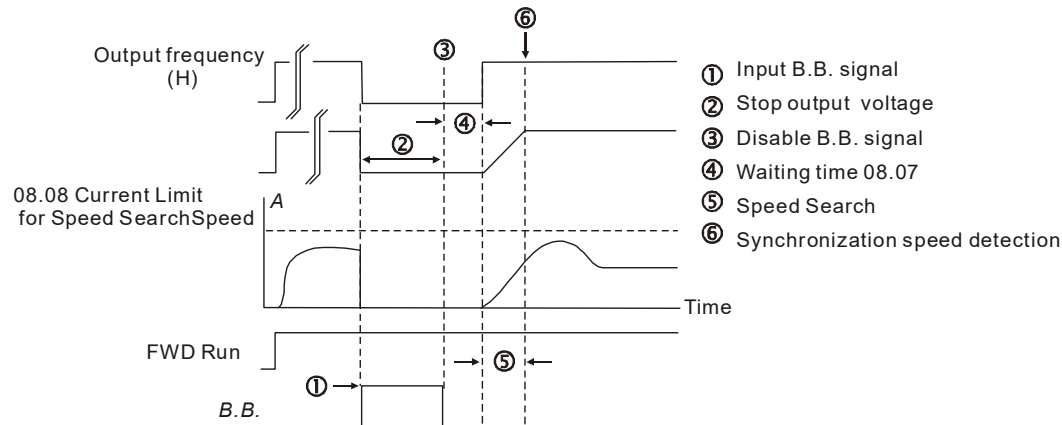 ⑥
Output frequency
(H)
③
④
②
① Input B.B. signal
② Stop output voltage
③ Disable B.B. signal
④ Waiting time 08.07
⑤ Speed Search
⑥ Synchronization speed detection
08.08 Current Limit
for Speed SearchSpeed
A
Time
FWD Run
⑤
①
B.B.